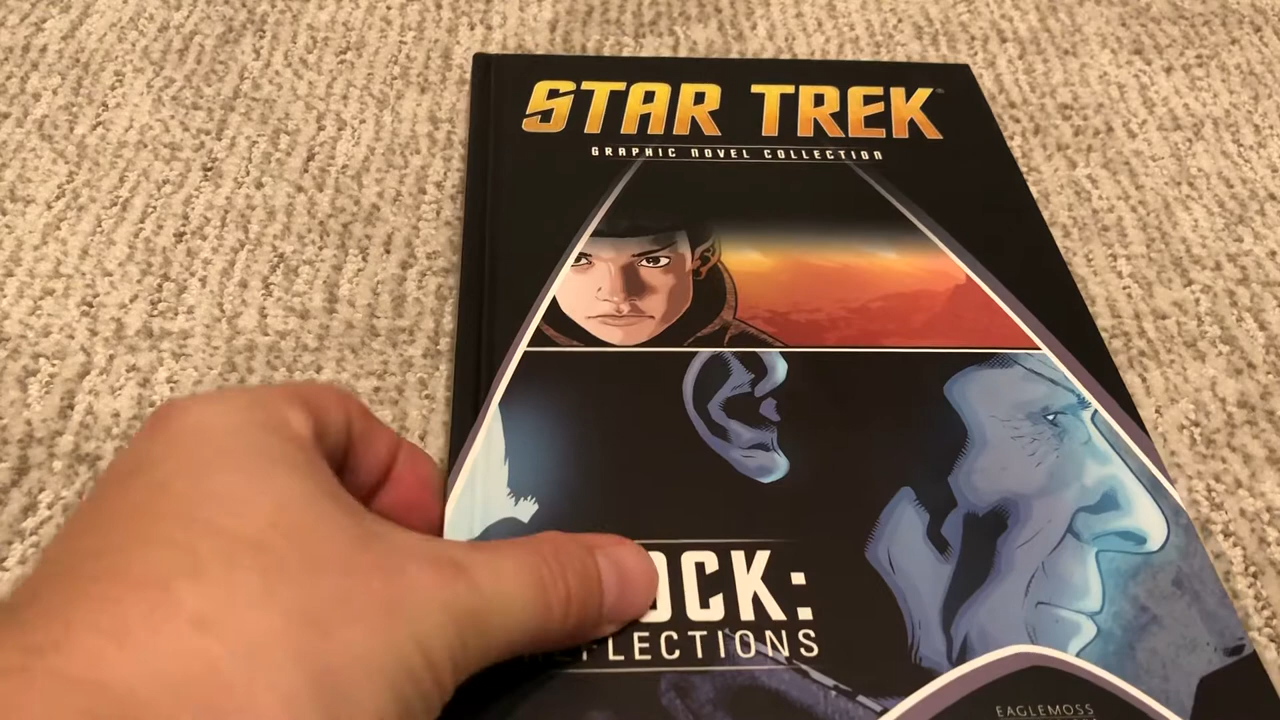 STAR TREK
GRAPHIC NOVEL COLLECTION
OCK:
FLECTIONS
EAGLEMOSS